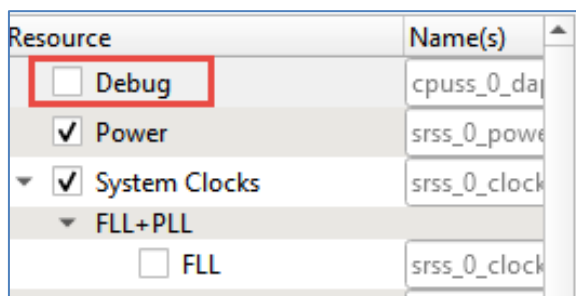 Resource Name(s)
Debug cpuss_0_dap
Power srss_0_powe
System Clocks srss_0_clock
FLL+PLL
FLL srss_0_clock